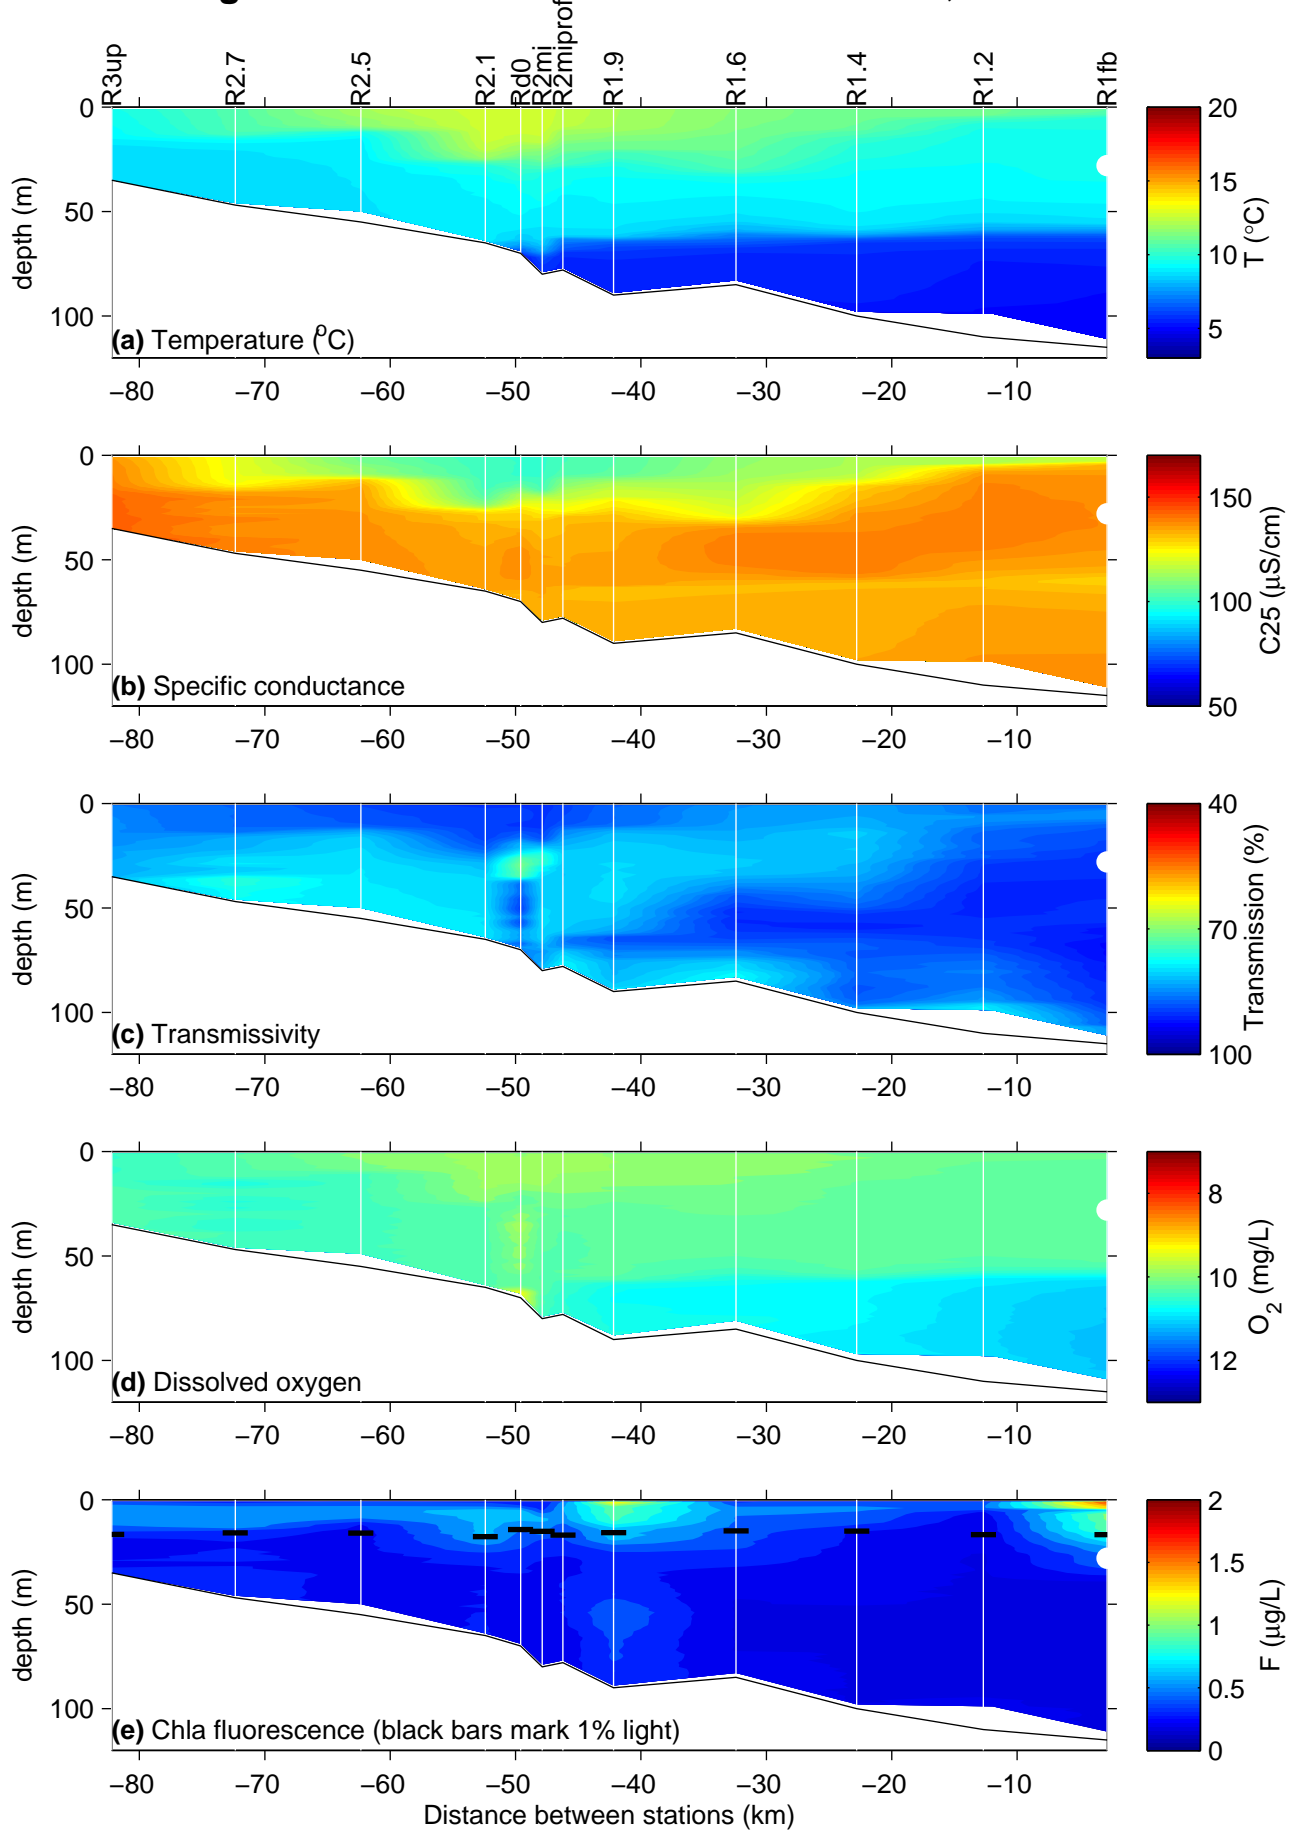 R3up R2.7 R2.5 R2.1 Rd0 R2mi R2miprof R1.9 R1.6 R1.4 R1.2 R1fb
0
50
100
depth (m)
(a) Temperature (°C)
−80 −70 −60 −50 −40 −30 −20 −10
20
15
10
5
T (°C)
0
50
100
depth (m)
(b) Specific conductance
−80 −70 −60 −50 −40 −30 −20 −10
150
100
50
C25 (µS/cm)
0
50
100
depth (m)
(c) Transmissivity
−80 −70 −60 −50 −40 −30 −20 −10
40
70
100
Transmission (%)
0
50
100
depth (m)
(d) Dissolved oxygen
−80 −70 −60 −50 −40 −30 −20 −10
8
10
12
O2 (mg/L)
0
50
100
depth (m)
(e) Chla fluorescence (black bars mark 1% light)
−80 −70 −60 −50 −40 −30 −20 −10
Distance between stations (km)
2
1.5
1
0.5
0
F (µg/L)